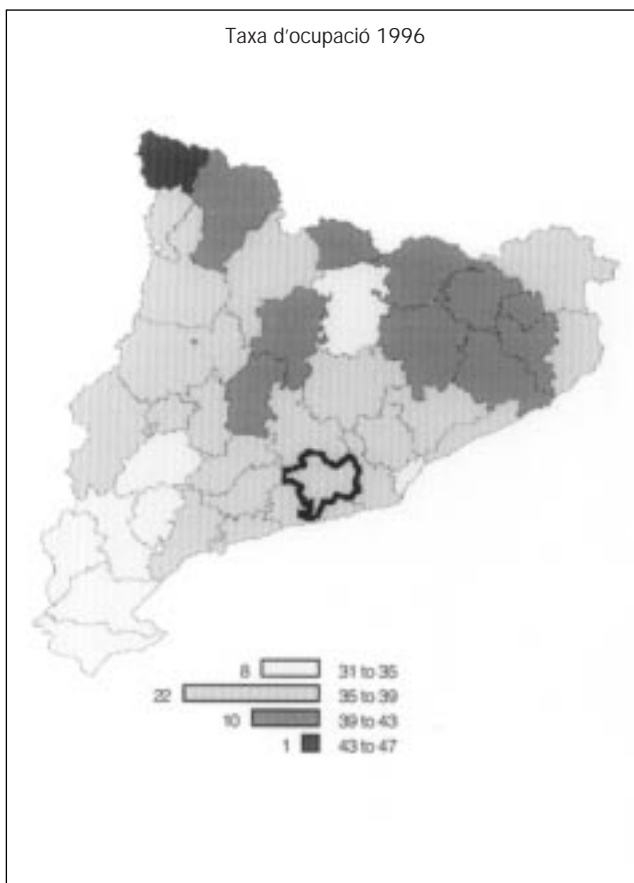 Taxa d'ocupació 1996
8 31 to 35
22 35 to 39
10 39 to 43
1 43 to 47